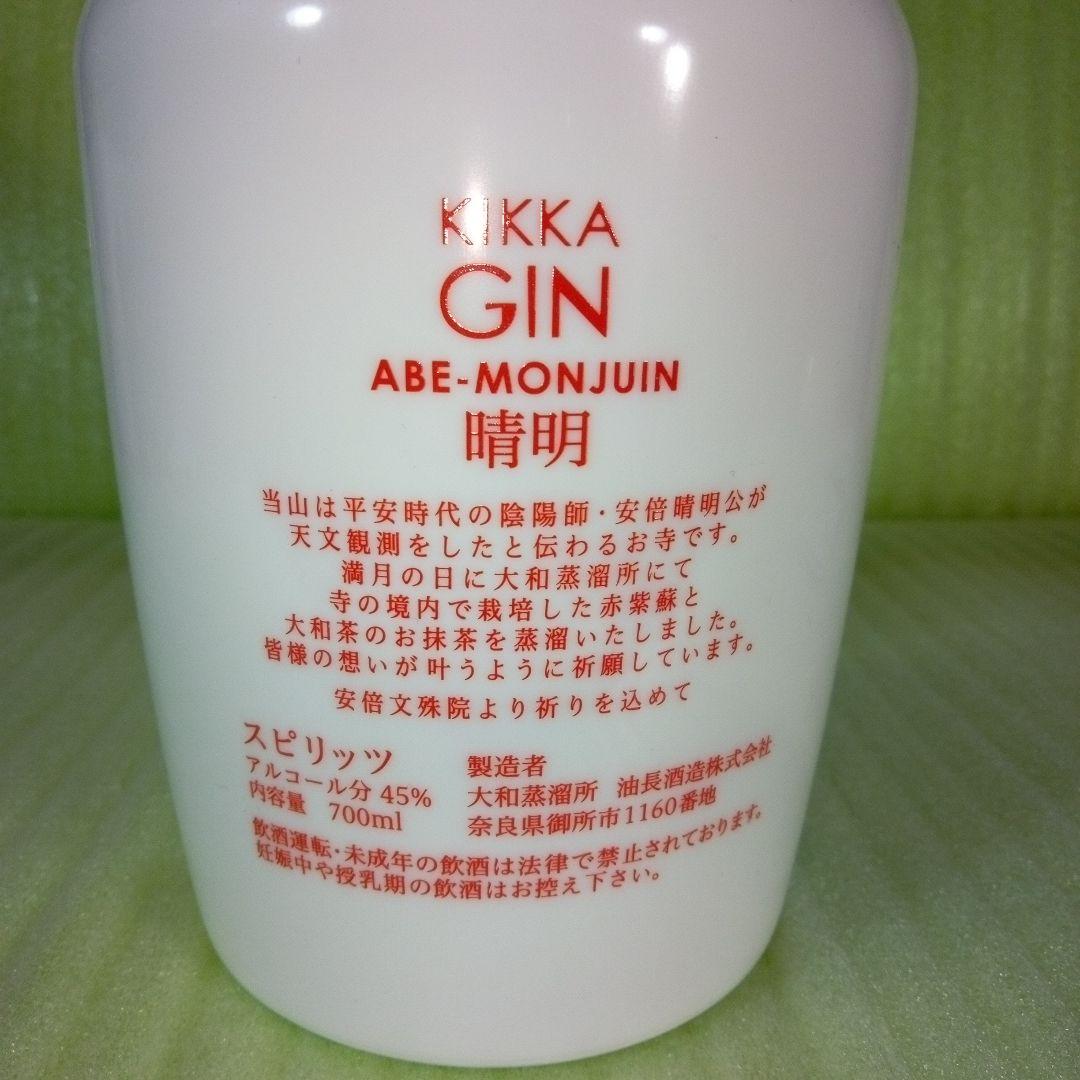 KIKKA
GIN
ABE-MONJUIN
晴明
当山は平安時代の陰陽師・安倍晴明公が
天文観測をしたと伝わるお寺です。
満月の日に大和蒸溜所にて
寺の境内で栽培した赤紫蘇と
大和茶のお抹茶を蒸溜いたしました。
皆様の想いが叶うように祈願しています。
安倍文殊院より祈りを込めて
スピリッツ
アルコール分 45%
内容量 700ml
製造者
大和蒸溜所 油長酒造株式会社
奈良県御所市1160番地
飲酒運転・未成年の飲酒は法律で禁止されております。
妊娠中や授乳期の飲酒はお控え下さい。